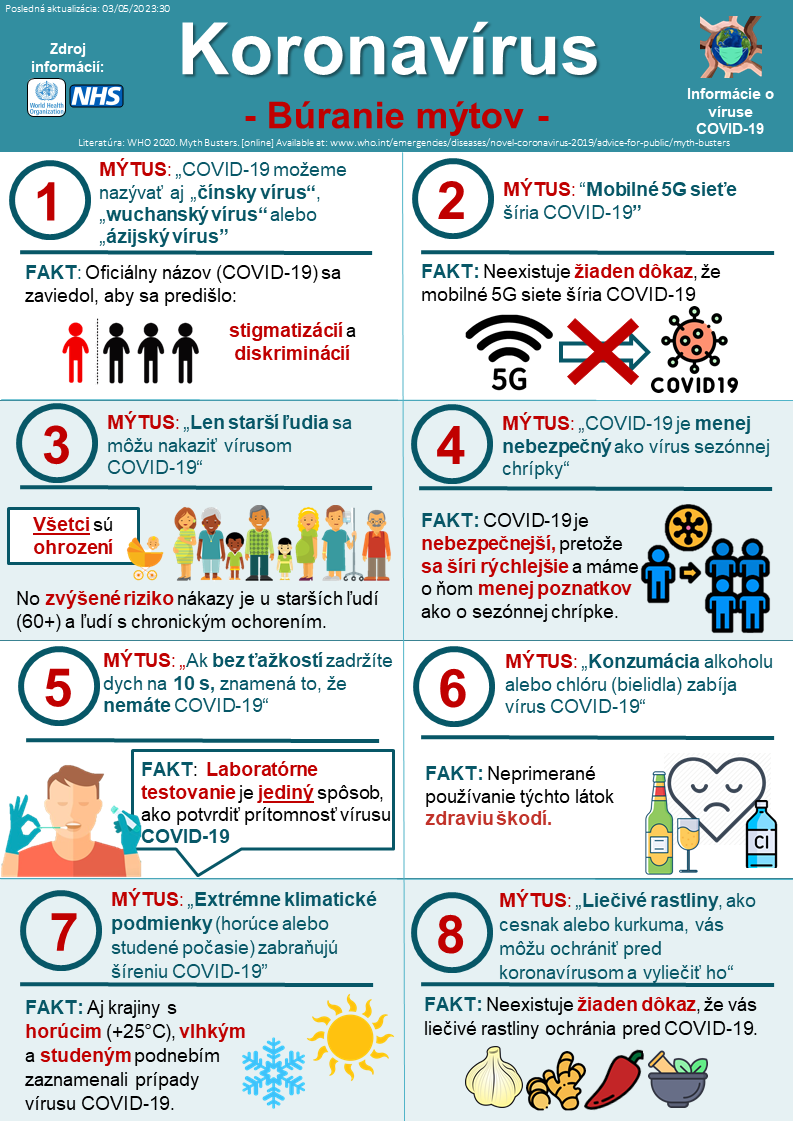 Posledná aktualizácia: 03/05/2023:30
Zdroj
informácií:
World Health
Organization
NHS
Koronavírus
- Búranie mýtov -
Informácie o
víruse
COVID-19
Literatúra: WHO 2020. Myth Busters. [online] Available at: www.who.int/emergencies/diseases/novel-coronavirus-2019/advice-for-public/myth-busters
1
MÝTUS: „COVID-19 možeme
nazývať aj „čínsky vírus“,
„wuchanský vírus“ alebo
„ázijský vírus”
FAKT: Oficiálny názov (COVID-19) sa
zaviedol, aby sa predišlo:
stigmatizácií a
diskriminácií
2
MÝTUS: “Mobilné 5G sieťe
šíria COVID-19”
FAKT: Neexistuje žiaden dôkaz, že
mobilné 5G siete šíria COVID-19
5G
COVID19
3
MÝTUS: „Len starší ľudia sa
môžu nakaziť vírusom
COVID-19“
Všetci sú
ohrození
No zvýšené riziko nákazy je u starších ľudí
(60+) a ľudí s chronickým ochorením.
4
MÝTUS: „COVID-19 je menej
nebezpečný ako vírus sezónnej
chrípky“
FAKT: COVID-19 je
nebezpečnejší, pretože
sa šíri rýchlejšie a máme
o ňom menej poznatkov
ako o sezónnej chrípke.
5
MÝTUS: „Ak bez ťažkostí zadržíte
dych na 10 s, znamená to, že
nemáte COVID-19“
FAKT: Laboratórne
testovanie je jediný spôsob,
ako potvrdiť prítomnosť vírusu
COVID-19
6
MÝTUS: „Konzumácia alkoholu
alebo chlóru (bielidla) zabíja
vírus COVID-19“
FAKT: Neprimerané
používanie týchto látok
zdraviu škodí.
Cl
7
MÝTUS: „Extrémne klimatické
podmienky (horúce alebo
studené počasie) zabraňujú
šíreniu COVID-19”
FAKT: Aj krajiny s
horúcim (+25°C), vlhkým
a studeným podnebím
zaznamenali prípady
vírusu COVID-19.
8
MÝTUS: „Liečivé rastliny, ako
cesnak alebo kurkuma, vás
môžu ochrániť pred
koronavírusom a vyliečiť ho“
FAKT: Neexistuje žiaden dôkaz, že vás
liečivé rastliny ochránia pred COVID-19.